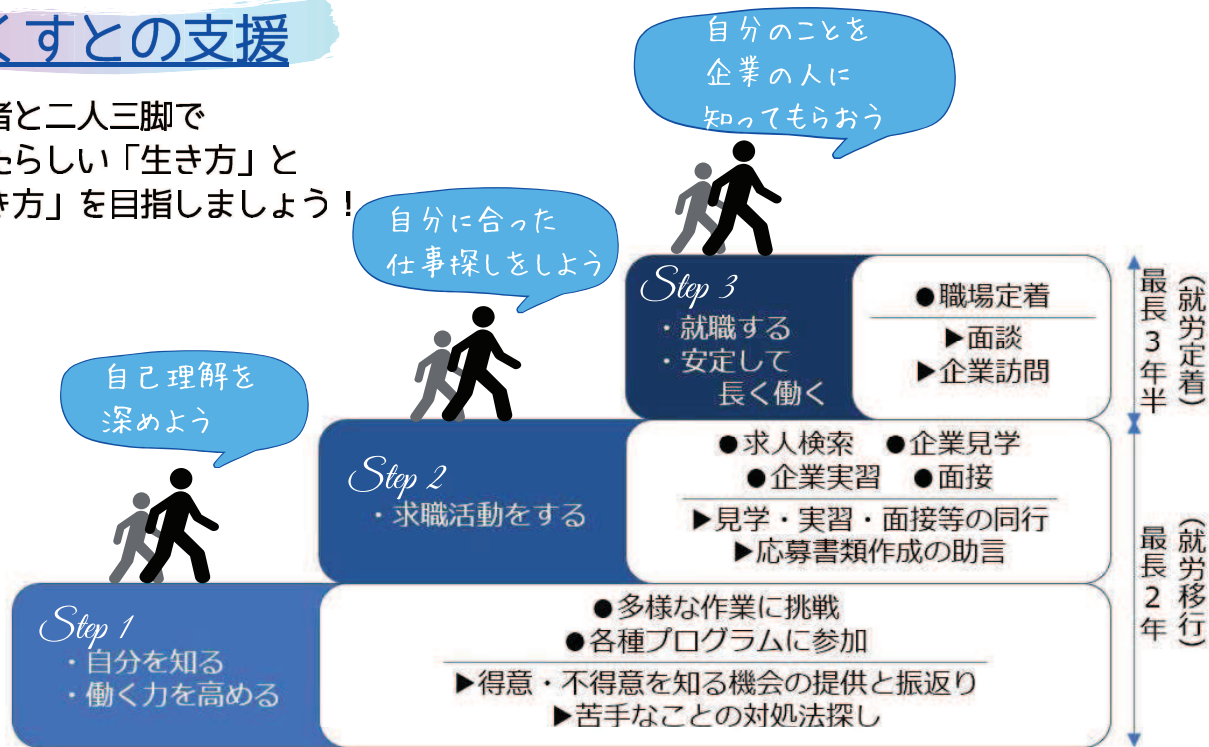 くすとの支援
者と二人三脚で
たらしい「生き方」と
き方」を目指しましょう！
自分のことを
企業の人に
知ってもらおう
自分に合った
仕事探しをしよう
自己理解を
深めよう
Step 3
・就職する
・安定して
長く働く
●職場定着
▶面談
▶企業訪問
最長3年半
（就労定着）
Step 2
・求職活動をする
●求人検索　●企業見学
●企業実習　●面接
▶見学・実習・面接等の同行
▶応募書類作成の助言
最長2年
（就労移行）
Step 1
・自分を知る
・働く力を高める
●多様な作業に挑戦
●各種プログラムに参加
▶得意・不得意を知る機会の提供と振返り
▶苦手なことの対処法探し